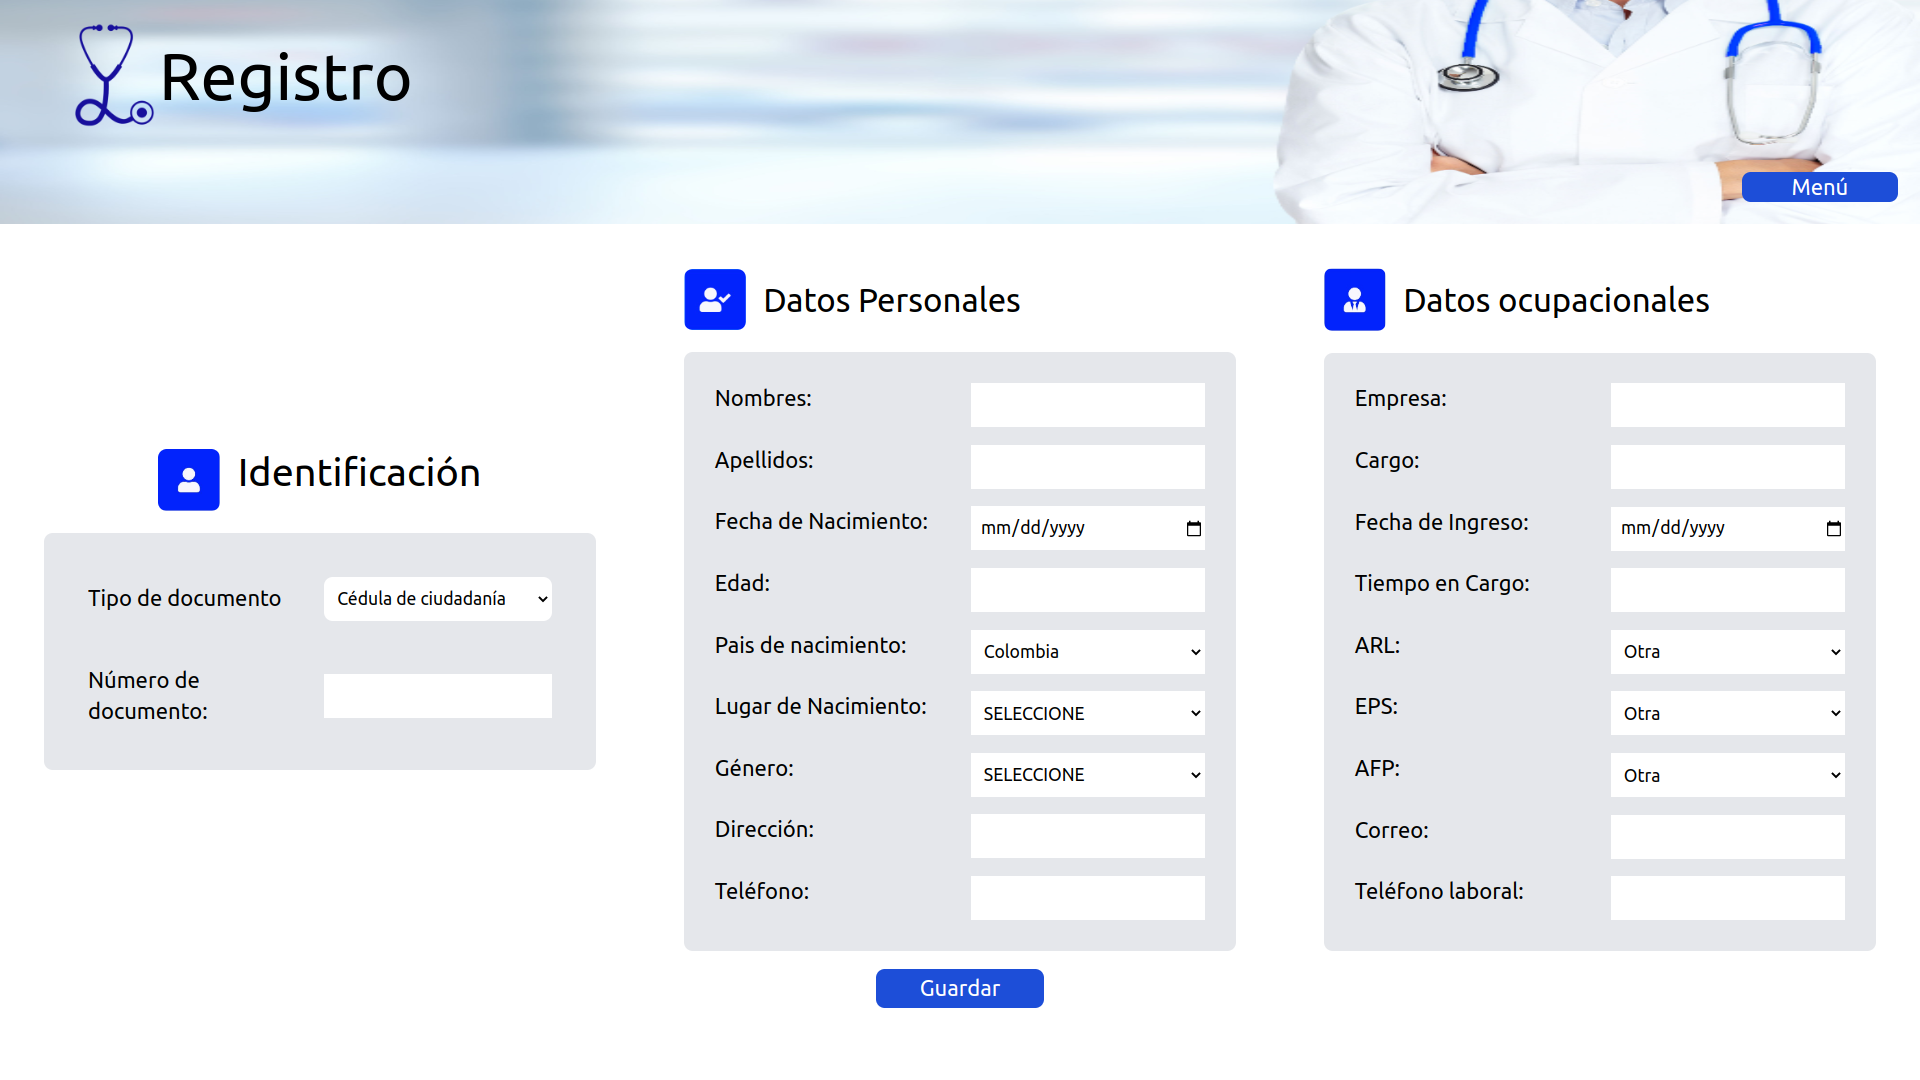 Registro
Menú
Identificación
Tipo de documento
Cédula de ciudadanía
Número de
documento:
Datos Personales
Nombres:
Apellidos:
Fecha de Nacimiento:
mm/dd/yyyy
Edad:
Pais de nacimiento:
Colombia
Lugar de Nacimiento:
SELECCIONE
Género:
SELECCIONE
Dirección:
Teléfono:
Guardar
Datos ocupacionales
Empresa:
Cargo:
Fecha de Ingreso:
mm/dd/yyyy
Tiempo en Cargo:
ARL:
Otra
EPS:
Otra
AFP:
Otra
Correo:
Teléfono laboral: